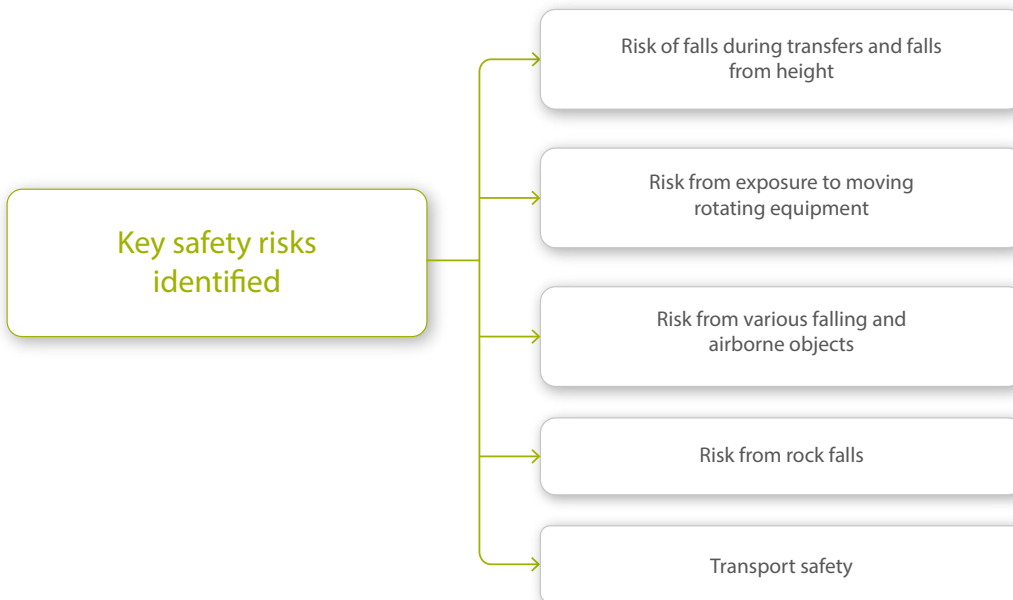 Key safety risks
identified
Risk of falls during transfers and falls
from height
Risk from exposure to moving
rotating equipment
Risk from various falling and
airborne objects
Risk from rock falls
Transport safety